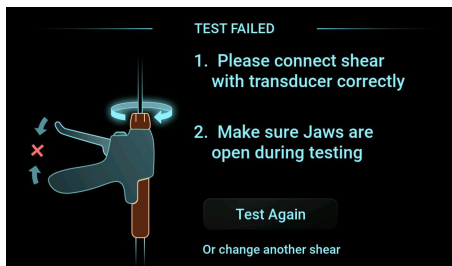 TEST FAILED
1. Please connect shear
with transducer correctly
2. Make sure Jaws are
open during testing
Test Again
Or change another shear